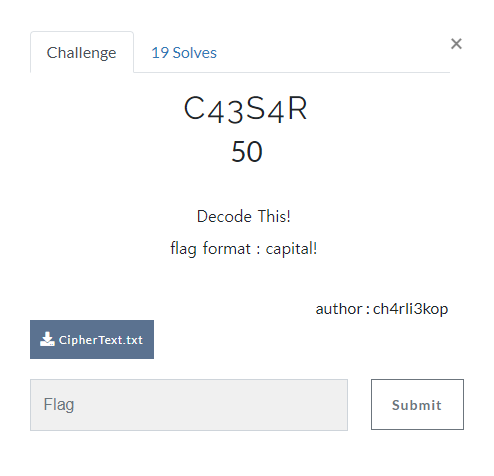 Challenge
19 Solves
×
C43S4R
50
Decode This!
flag format : capital!
author : ch4rli3kop
CipherText.txt
Flag
Submit